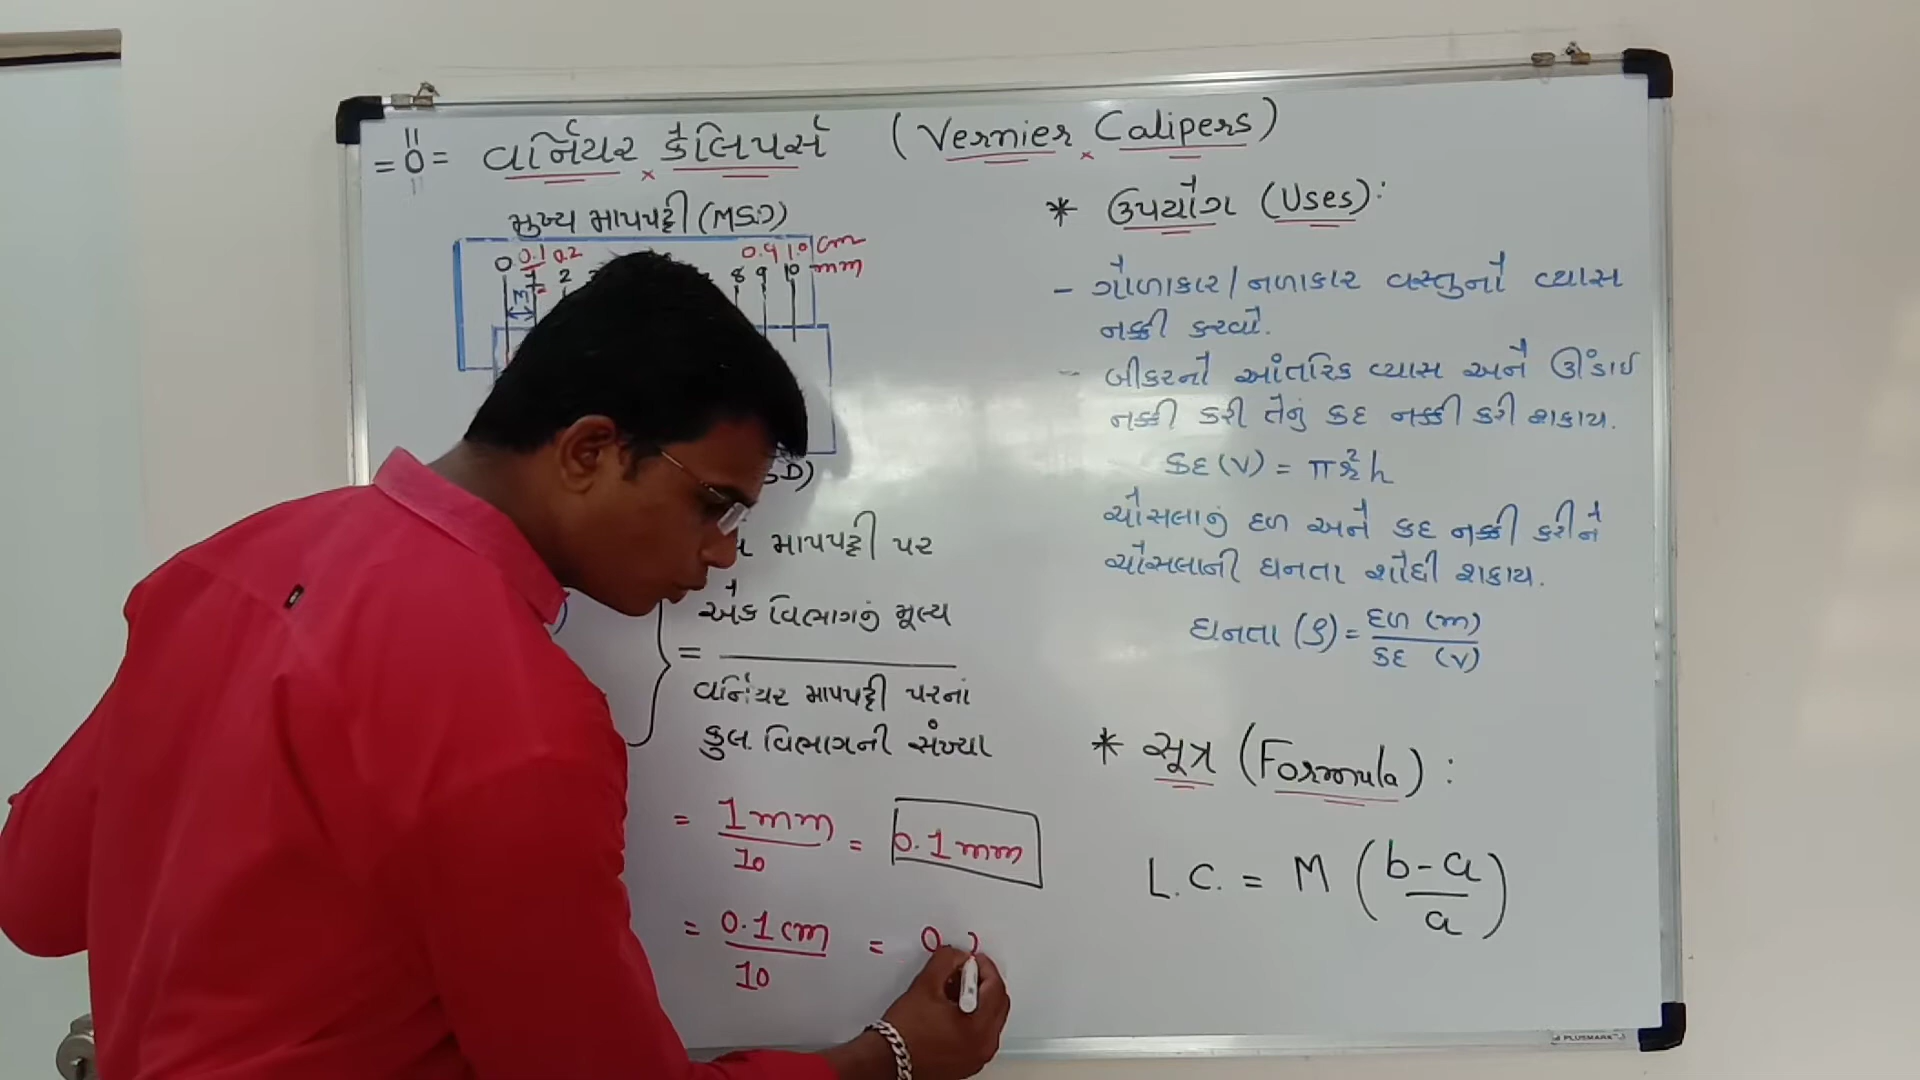 વર્નિયર કેલિપર્સ (Vernier Calipers)
મુખ્ય માપપટ્ટી (MSD)
0.1 0.2 0.9 1.0 cm
0 1 2 8 9 10 mm
M
SD)
માપપટ્ટી પર
એક વિભાગનું મૂલ્ય
=
વર્નિયર માપપટ્ટી પરનાં
કુલ વિભાગની સંખ્યા
= 1mm / 10 = 0.1mm
= 0.1cm / 10 = 0.
* ઉપયોગ (Uses):
- ગોળાકાર/નળાકાર વસ્તુનો વ્યાસ
નક્કી કરવો.
- બીકરનો આંતરિક વ્યાસ અને ઊંડાઈ
નક્કી કરી તેનું કદ નક્કી કરી શકાય.
કદ (V) = πr²h
ચોસલાનું દળ અને કદ નક્કી કરીને
ચોસલાની ઘનતા શોધી શકાય.
ઘનતા (ρ) = દળ (m) / કદ (V)
* સૂત્ર (Formula) :
L.C. = M (b-a / a)
PLUSMARK